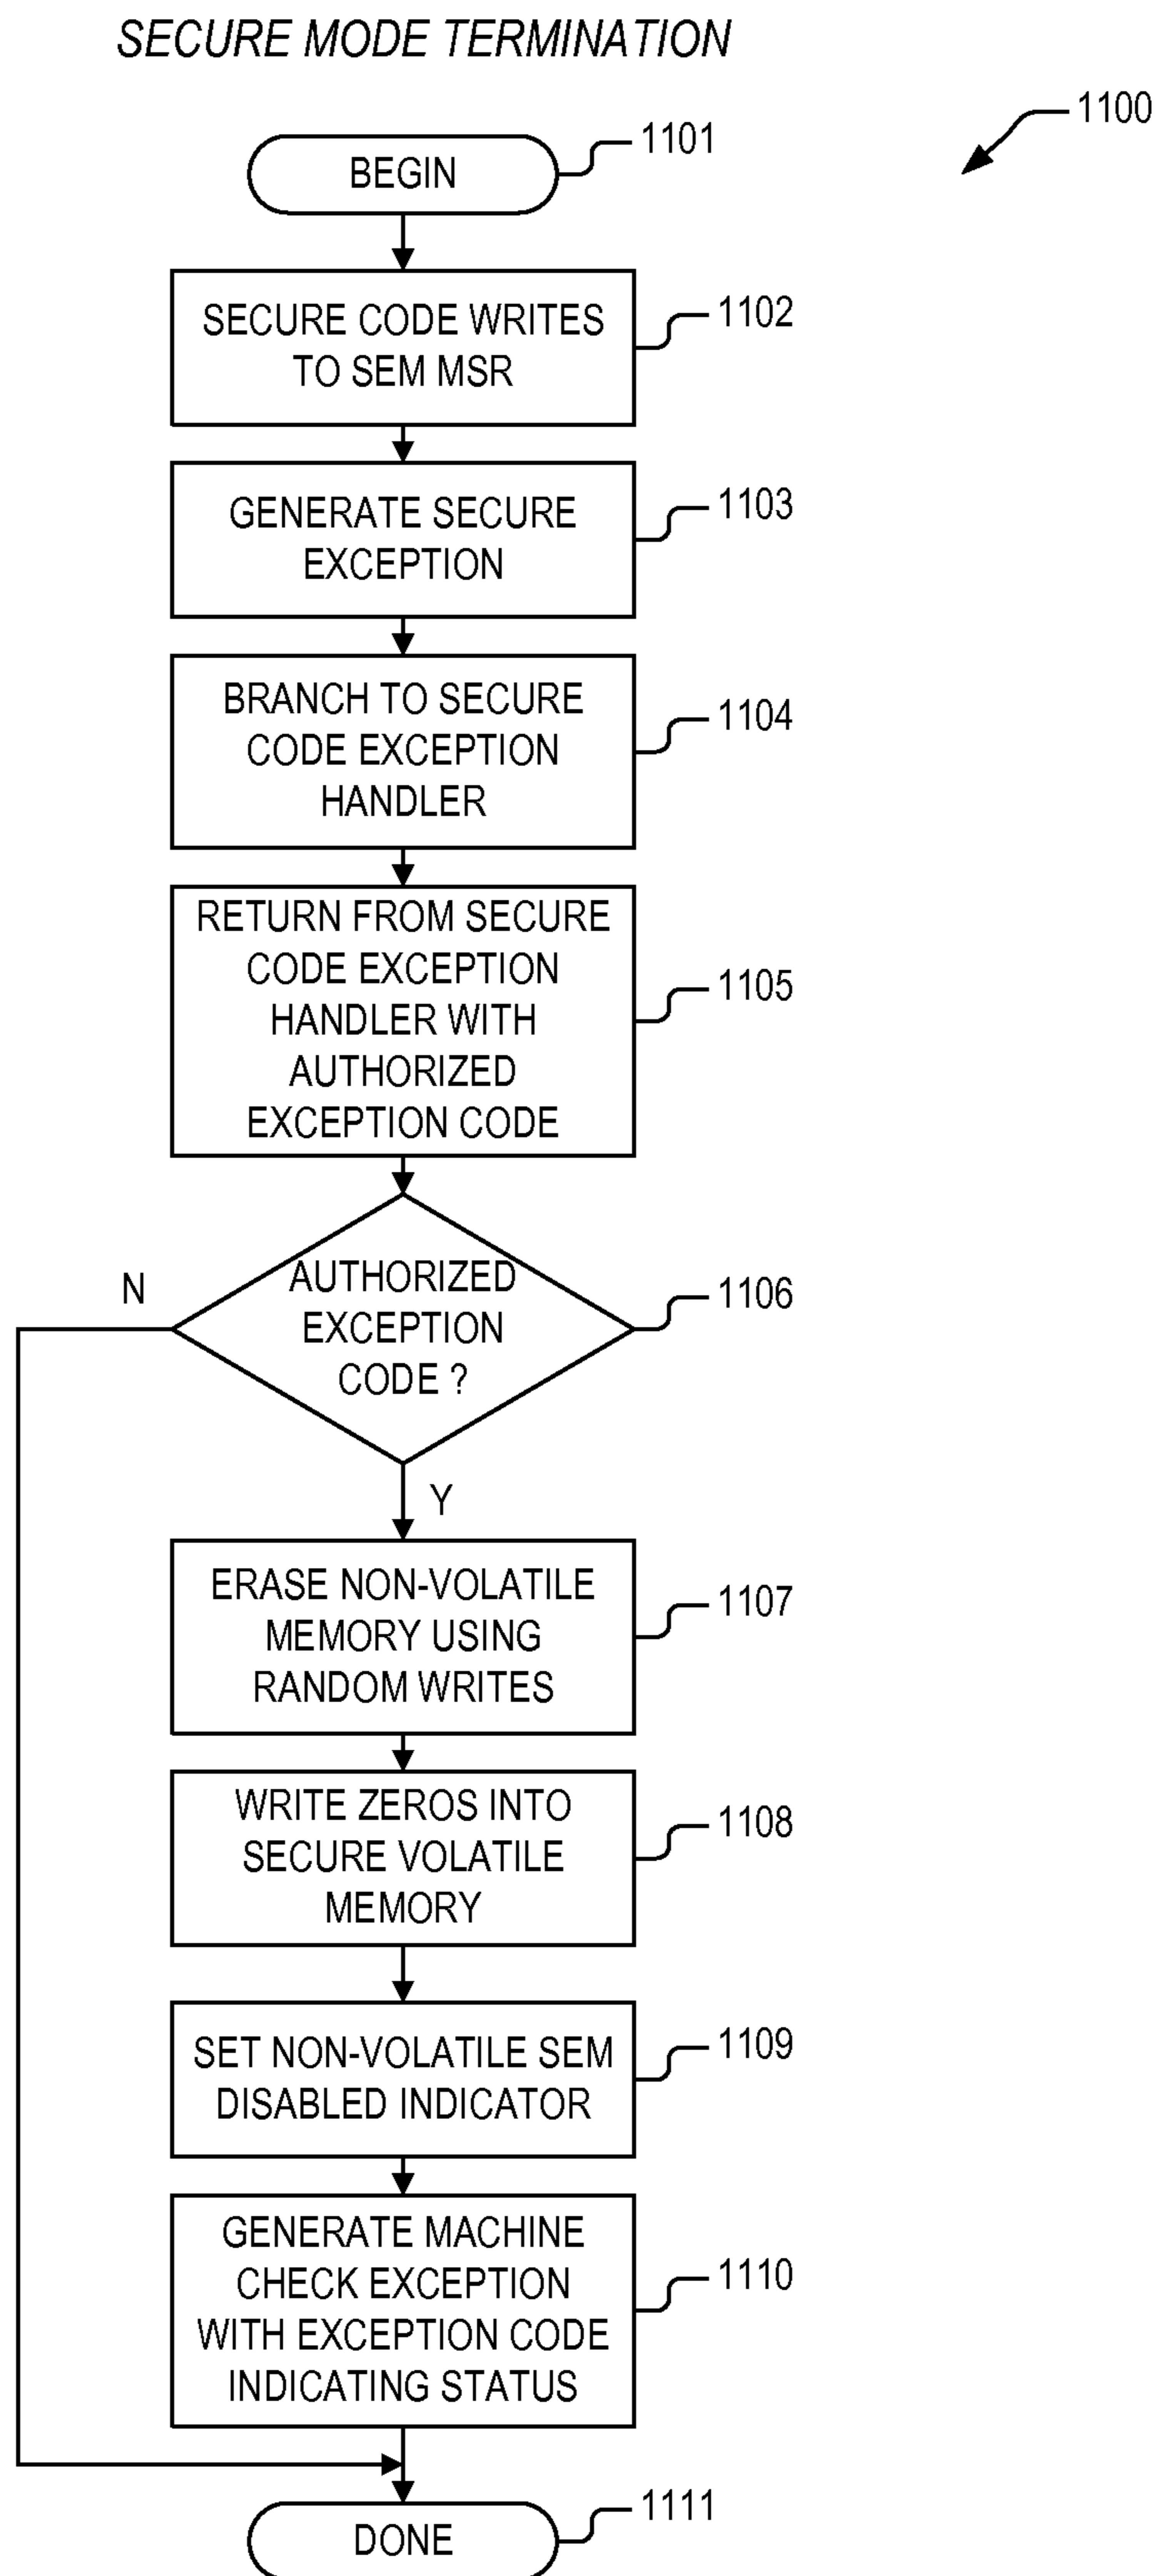 SECURE MODE TERMINATION
1100
1101
BEGIN
1102
SECURE CODE WRITES
TO SEM MSR
1103
GENERATE SECURE
EXCEPTION
1104
BRANCH TO SECURE
CODE EXCEPTION
HANDLER
1105
RETURN FROM SECURE
CODE EXCEPTION
HANDLER WITH
AUTHORIZED
EXCEPTION CODE
1106
N
AUTHORIZED
EXCEPTION
CODE ?
Y
1107
ERASE NON-VOLATILE
MEMORY USING
RANDOM WRITES
1108
WRITE ZEROS INTO
SECURE VOLATILE
MEMORY
1109
SET NON-VOLATILE SEM
DISABLED INDICATOR
1110
GENERATE MACHINE
CHECK EXCEPTION
WITH EXCEPTION CODE
INDICATING STATUS
1111
DONE